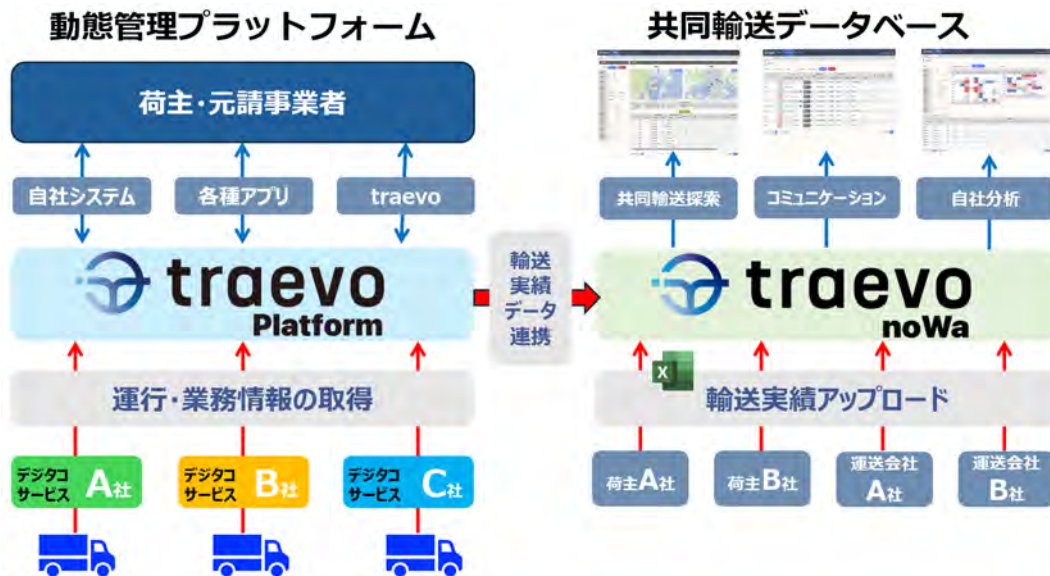 動態管理プラットフォーム
荷主・元請事業者
自社システム
各種アプリ
traevo
traevo
Platform
運行・業務情報の取得
デジタコ
サービス
A社
デジタコ
サービス
B社
デジタコ
サービス
C社
輸送
実績
データ
連携
共同輸送データベース
共同輸送探索
コミュニケーション
自社分析
traevo
noWa
X
輸送実績アップロード
荷主A社
荷主B社
運送会社
A社
運送会社
B社